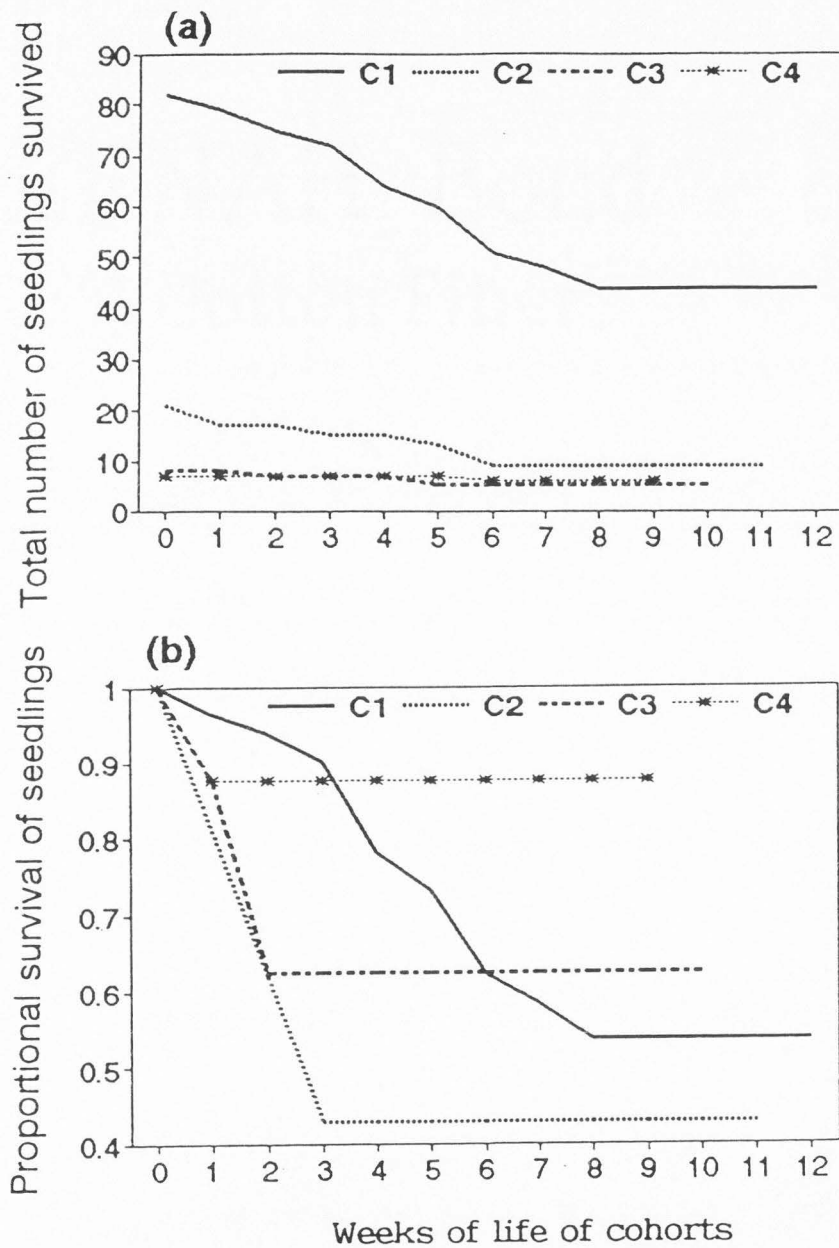 (a)
Total number of seedlings survived
90
80
70
60
50
40
30
20
10
0
C1 C2 C3 C4
0 1 2 3 4 5 6 7 8 9 10 11 12
(b)
Proportional survival of seedlings
1
0.9
0.8
0.7
0.6
0.5
0.4
C1 C2 C3 C4
0 1 2 3 4 5 6 7 8 9 10 11 12
Weeks of life of cohorts